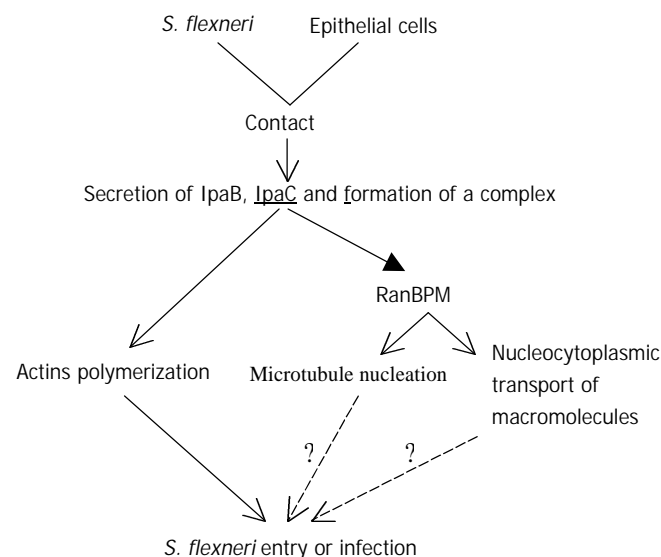 S. flexneri Epithelial cells
Contact
Secretion of IpaB, IpaC and formation of a complex
RanBPM
Actins polymerization
Microtubule nucleation
Nucleocytoplasmic
transport of
macromolecules
?
?
S. flexneri entry or infection